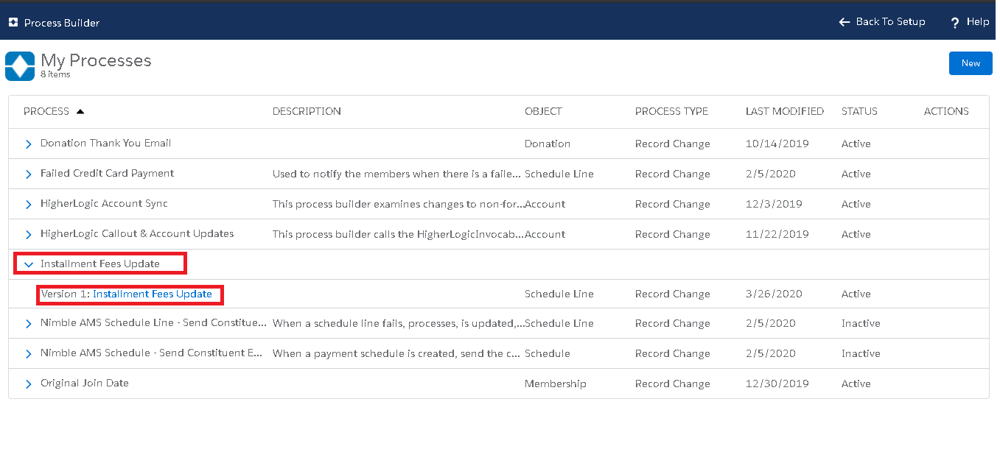 Process Builder
Back To Setup
? Help
My Processes
8 items
New
PROCESS DESCRIPTION OBJECT PROCESS TYPE LAST MODIFIED STATUS ACTIONS
Donation Thank You Email Donation Record Change 10/14/2019 Active
Failed Credit Card Payment Used to notify the members when there is a faile... Schedule Line Record Change 2/5/2020 Active
HigherLogic Account Sync This process builder examines changes to non-for... Account Record Change 12/3/2019 Active
HigherLogic Callout & Account Updates This process builder calls the HigherLogicInvocab... Account Record Change 11/22/2019 Active
Installment Fees Update
Version 1: Installment Fees Update Schedule Line Record Change 3/26/2020 Active
Nimble AMS Schedule Line - Send Constitue... When a schedule line fails, processes, is updated,... Schedule Line Record Change 2/5/2020 Inactive
Nimble AMS Schedule - Send Constituent E... When a payment schedule is created, send the c... Schedule Record Change 2/5/2020 Inactive
Original Join Date Membership Record Change 12/30/2019 Active